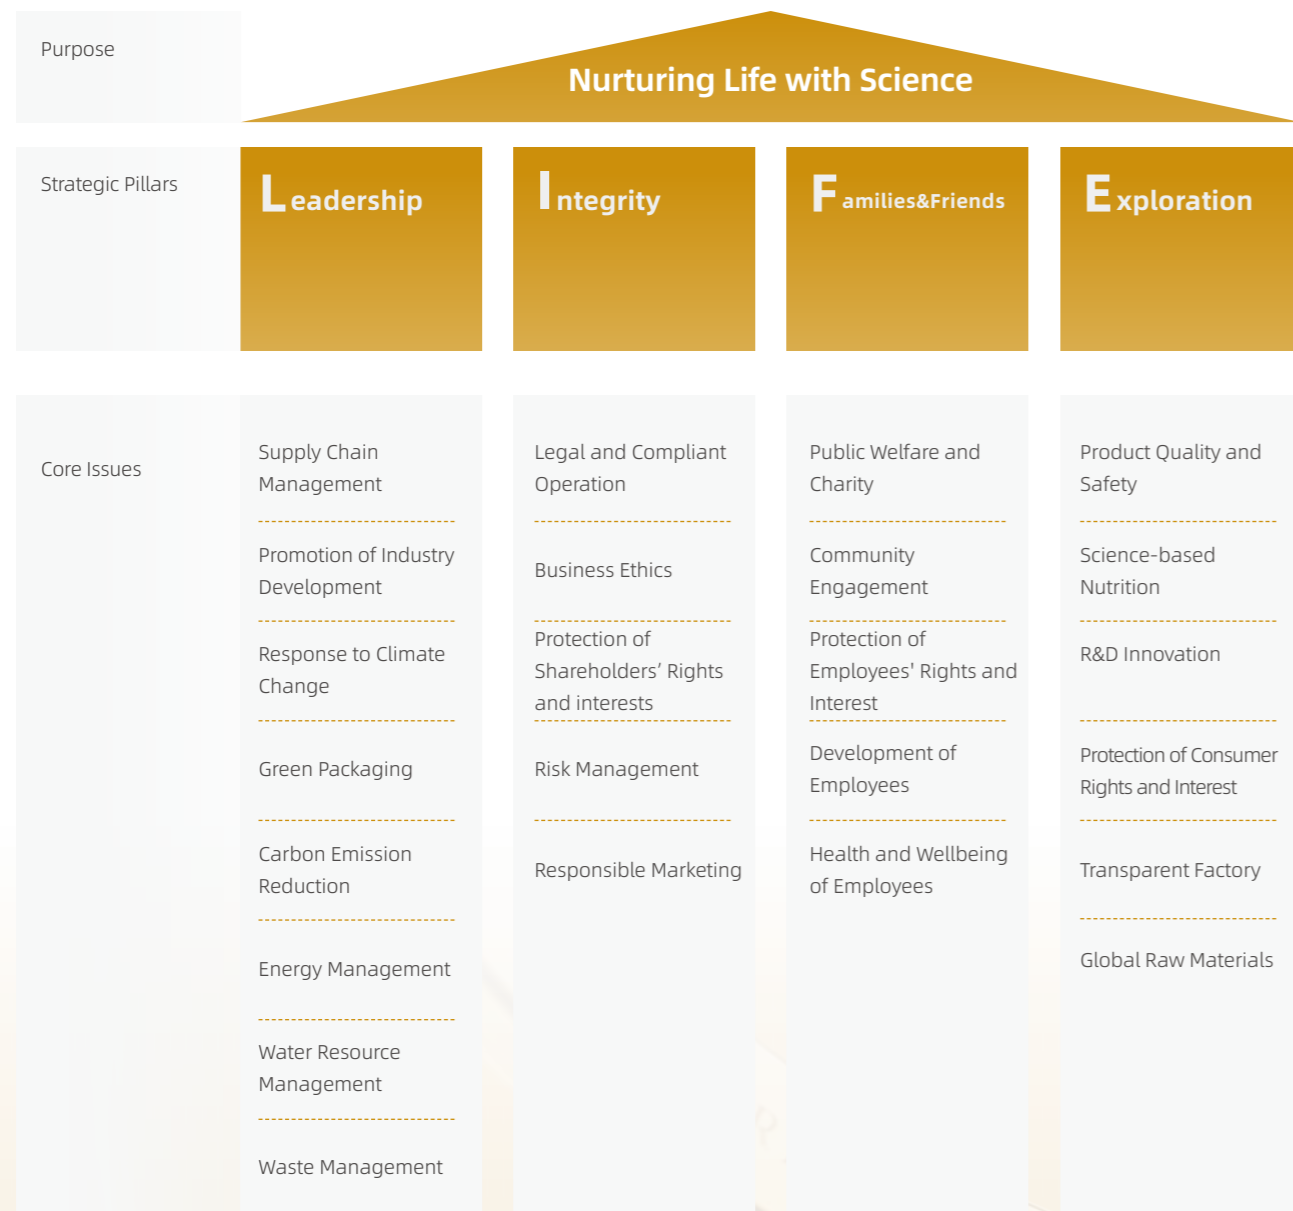 Purpose
Nurturing Life with Science
Strategic Pillars
Leadership
Integrity
Families&Friends
Exploration
Core Issues
Supply Chain
Management
Promotion of Industry
Development
Response to Climate
Change
Green Packaging
Carbon Emission
Reduction
Energy Management
Water Resource
Management
Waste Management
Legal and Compliant
Operation
Business Ethics
Protection of
Shareholders’ Rights
and interests
Risk Management
Responsible Marketing
Public Welfare and
Charity
Community
Engagement
Protection of
Employees' Rights and
Interest
Development of
Employees
Health and Wellbeing
of Employees
Product Quality and
Safety
Science-based
Nutrition
R&D Innovation
Protection of Consumer
Rights and Interest
Transparent Factory
Global Raw Materials